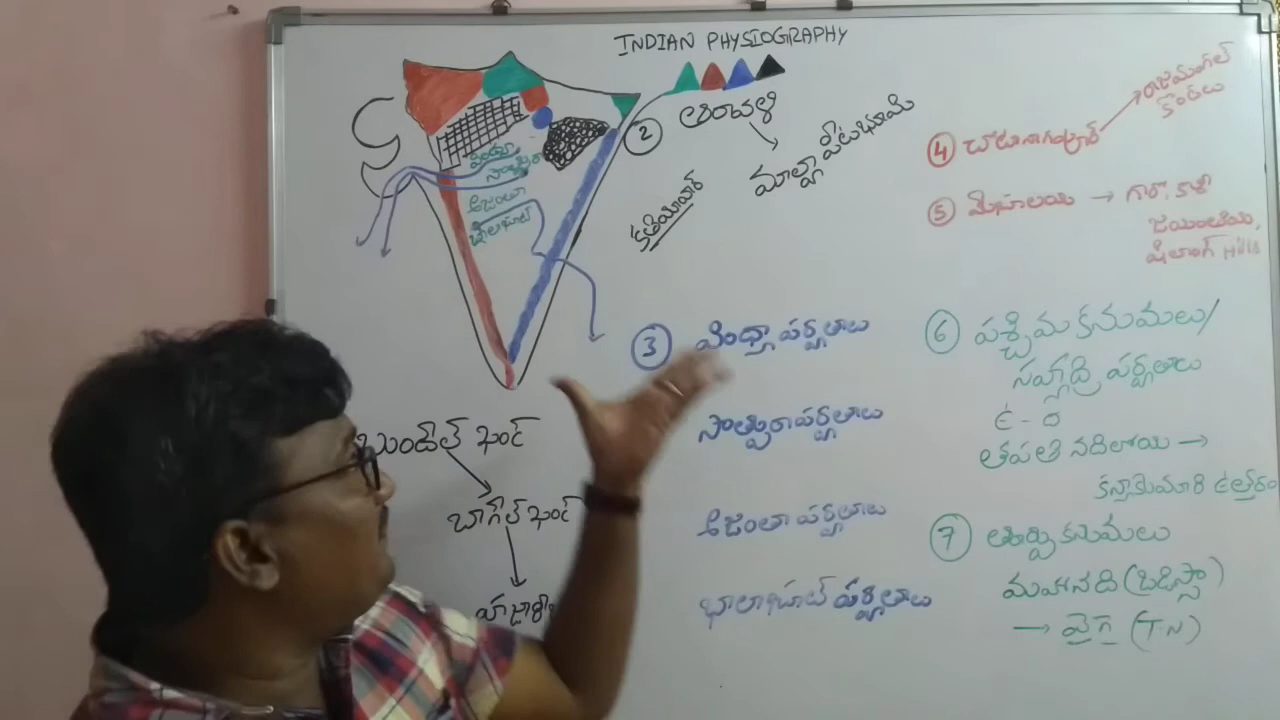 INDIAN PHYSIOGRAPHY
వింధ్యా
సాత్పురా
అజంతా
బాలాఘాట్
② ఆరావళి
మాల్వా పీఠభూమి
కతియావార్
బుందేల్ ఖండ్
బాగేల్ ఖండ్
③ వింధ్యా పర్వతాలు
సాత్పురా పర్వతాలు
అజంతా పర్వతాలు
బాలాఘాట్ పర్వతాలు
④ చోటానాగపూర్
రాజమహల్
కొండలు
⑤ మేఘాలయ → గారో, కాశీ
జయింతియ,
షిలాంగ్ Hills
⑥ పశ్చిమ కనుమలు/
సహ్యాద్రి పర్వతాలు
ఉ - ద
తపతి నదిలోయ →
కన్యాకుమారి ఉత్తరం
⑦ తూర్పు కనుమలు
మహానది (ఒడిస్సా)
→ వైగై (TN)